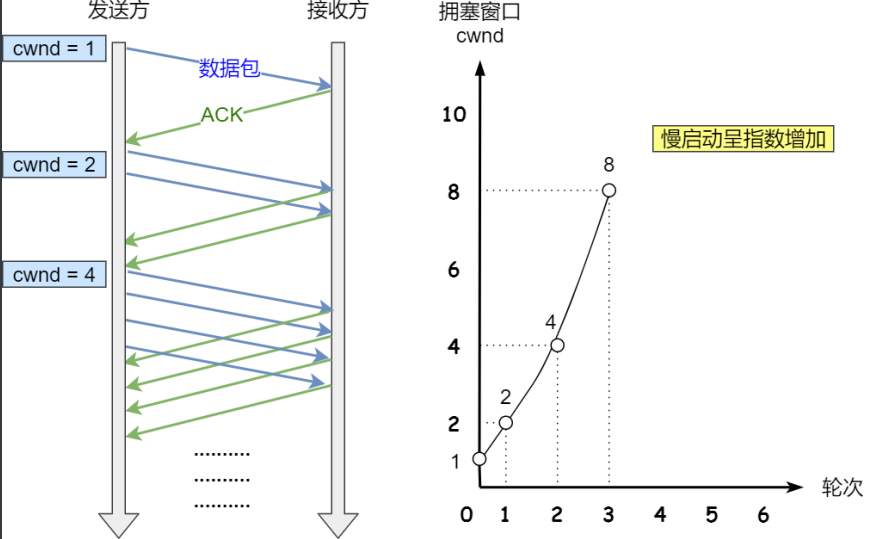 发送方
接收方
cwnd = 1
数据包
ACK
cwnd = 2
cwnd = 4
..........
..........
..........
拥塞窗口
cwnd
慢启动呈指数增加
10
8
6
4
2
1
8
4
2
轮次
0 1 2 3 4 5 6